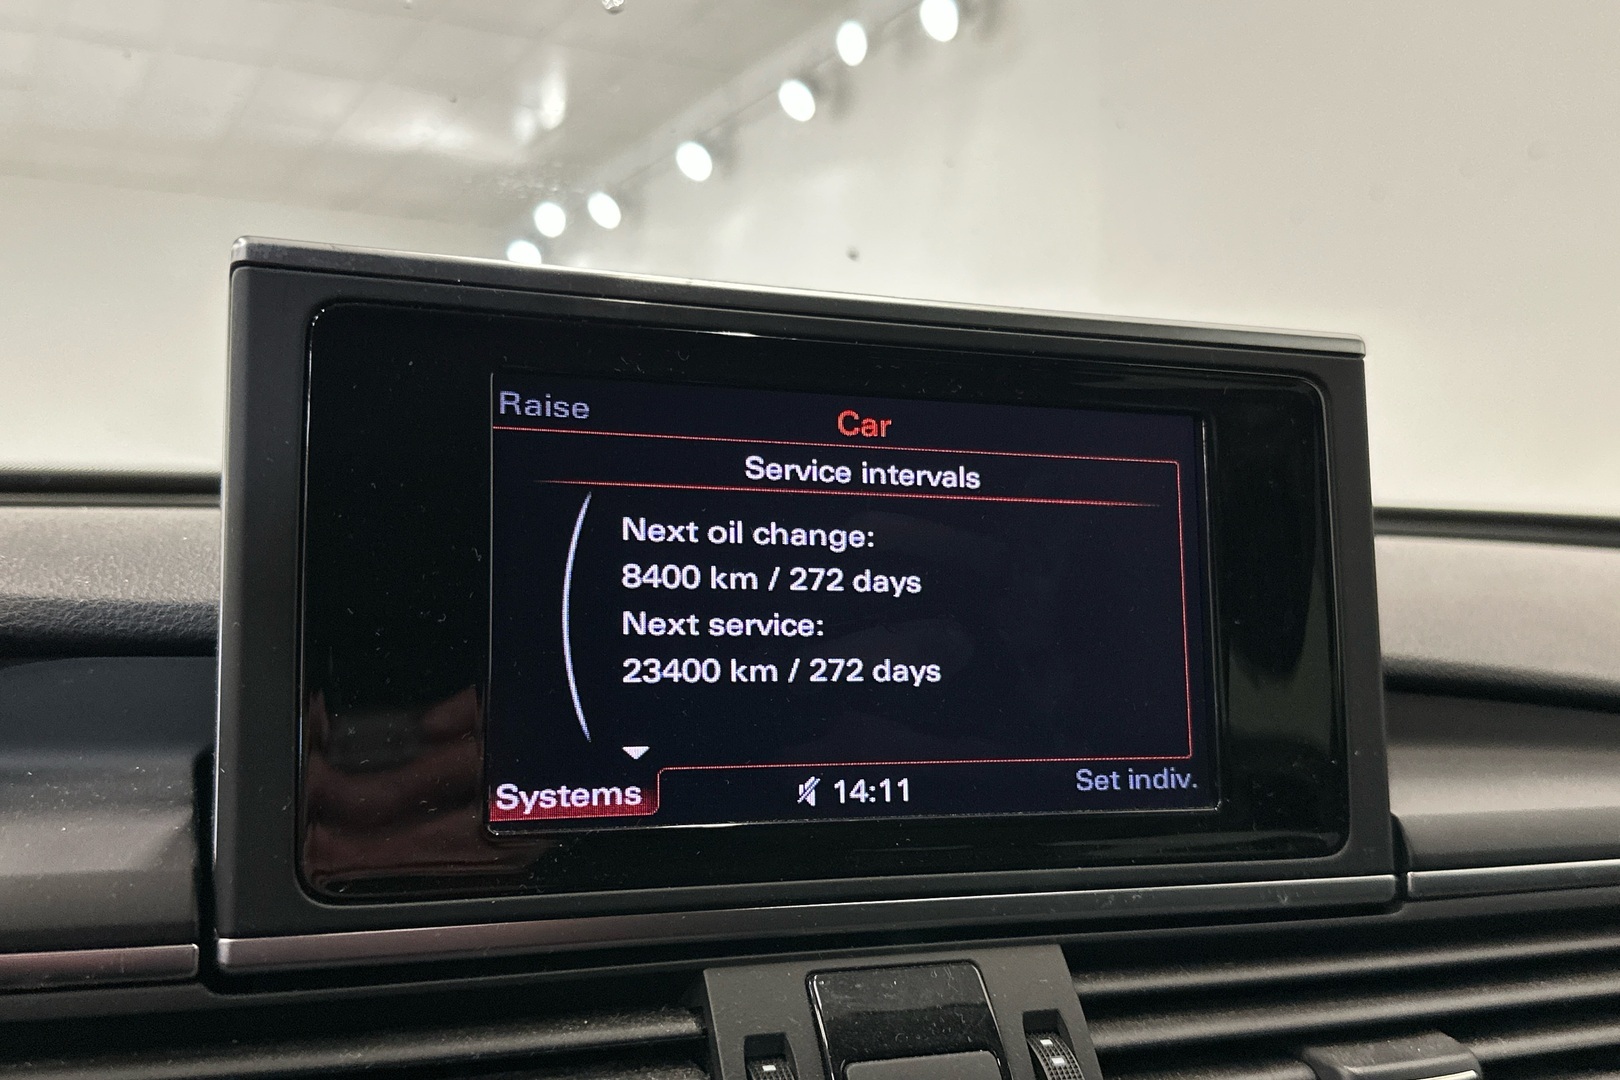 Raise
Car
Service intervals
Next oil change:
8400 km / 272 days
Next service:
23400 km / 272 days
Systems
14:11
Set indiv.